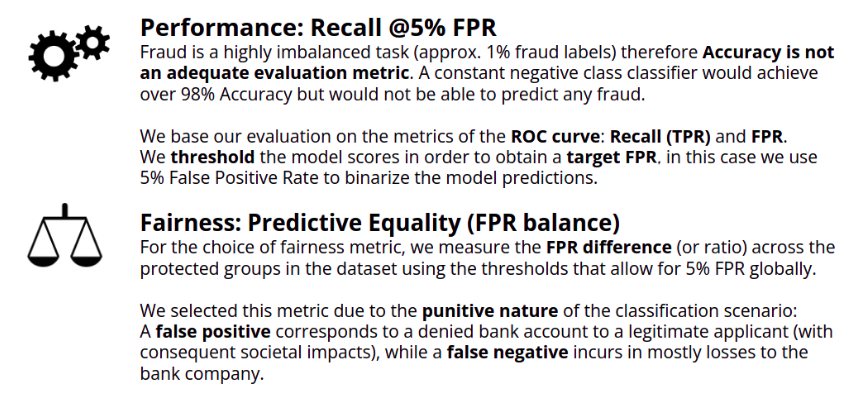 Performance: Recall @5% FPR
Fraud is a highly imbalanced task (approx. 1% fraud labels) therefore Accuracy is not
an adequate evaluation metric. A constant negative class classifier would achieve
over 98% Accuracy but would not be able to predict any fraud.
We base our evaluation on the metrics of the ROC curve: Recall (TPR) and FPR.
We threshold the model scores in order to obtain a target FPR, in this case we use
5% False Positive Rate to binarize the model predictions.
Fairness: Predictive Equality (FPR balance)
For the choice of fairness metric, we measure the FPR difference (or ratio) across the
protected groups in the dataset using the thresholds that allow for 5% FPR globally.
We selected this metric due to the punitive nature of the classification scenario:
A false positive corresponds to a denied bank account to a legitimate applicant (with
consequent societal impacts), while a false negative incurs in mostly losses to the
bank company.